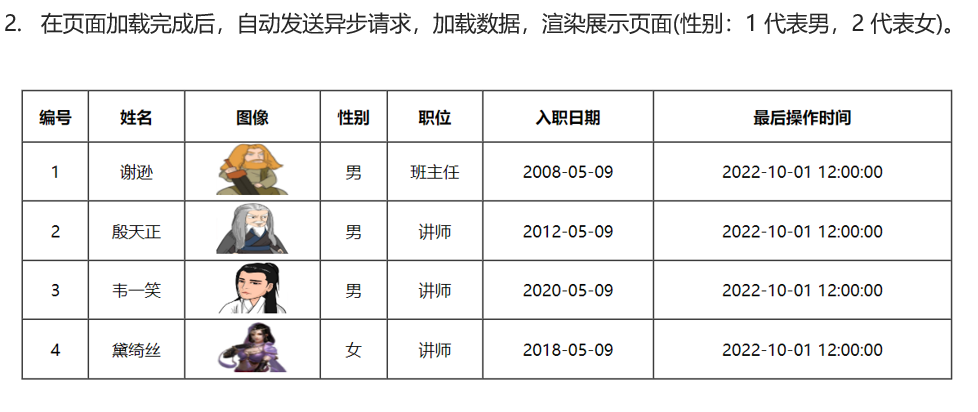 2. 在页面加载完成后，自动发送异步请求，加载数据，渲染展示页面(性别：1 代表男，2 代表女)。
编号 姓名 图像 性别 职位 入职日期 最后操作时间
1 谢逊 男 班主任 2008-05-09 2022-10-01 12:00:00
2 殷天正 男 讲师 2012-05-09 2022-10-01 12:00:00
3 韦一笑 男 讲师 2020-05-09 2022-10-01 12:00:00
4 黛绮丝 女 讲师 2018-05-09 2022-10-01 12:00:00